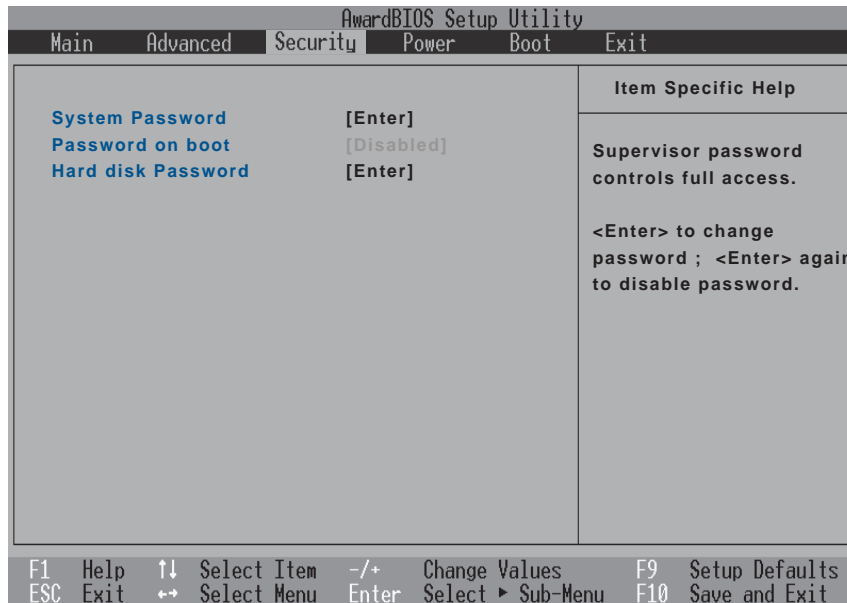 AwardBIOS Setup Utility
Main Advanced Security Power Boot Exit
System Password [Enter]
Password on boot [Disabled]
Hard disk Password [Enter]
Item Specific Help
Supervisor password
controls full access.
<Enter> to change
password ; <Enter> again
to disable password.
F1 Help ↑↓ Select Item -/+ Change Values F9 Setup Defaults
ESC Exit ←→ Select Menu Enter Select ▶ Sub-Menu F10 Save and Exit